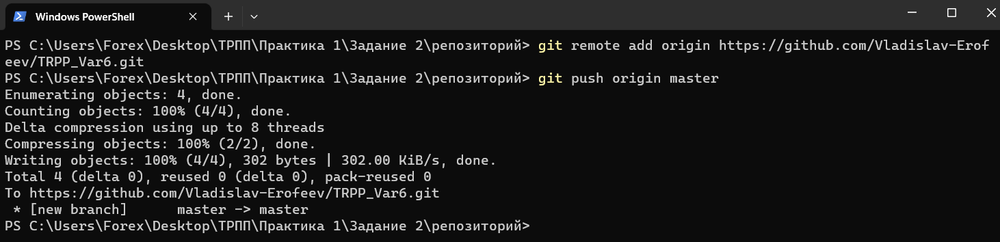 Windows PowerShell
PS C:\Users\Forex\Desktop\ТРПП\Практика 1\Задание 2\репозиторий> git remote add origin https://github.com/Vladislav-Erof
eev/TRPP_Var6.git
PS C:\Users\Forex\Desktop\ТРПП\Практика 1\Задание 2\репозиторий> git push origin master
Enumerating objects: 4, done.
Counting objects: 100% (4/4), done.
Delta compression using up to 8 threads
Compressing objects: 100% (2/2), done.
Writing objects: 100% (4/4), 302 bytes | 302.00 KiB/s, done.
Total 4 (delta 0), reused 0 (delta 0), pack-reused 0
To https://github.com/Vladislav-Erofeev/TRPP_Var6.git
 * [new branch]      master -> master
PS C:\Users\Forex\Desktop\ТРПП\Практика 1\Задание 2\репозиторий>